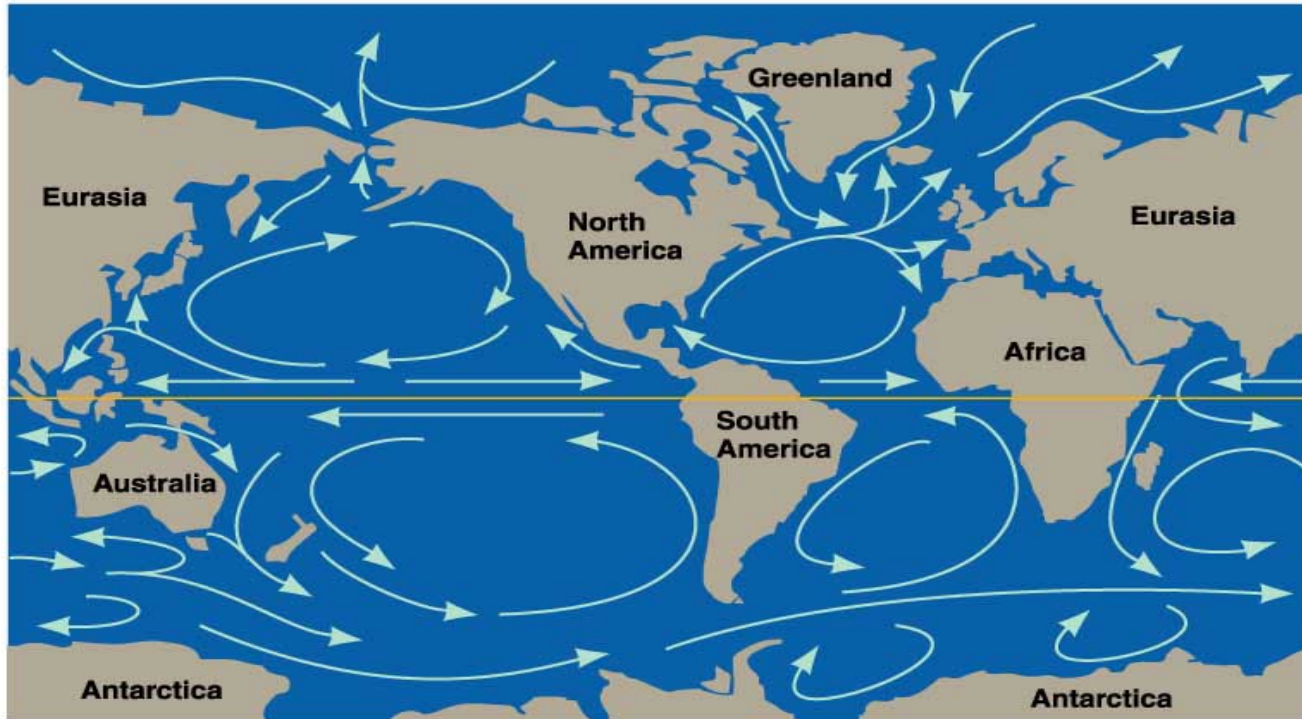 Greenland
Eurasia
North
America
Eurasia
Africa
South
America
Australia
Antarctica
Antarctica